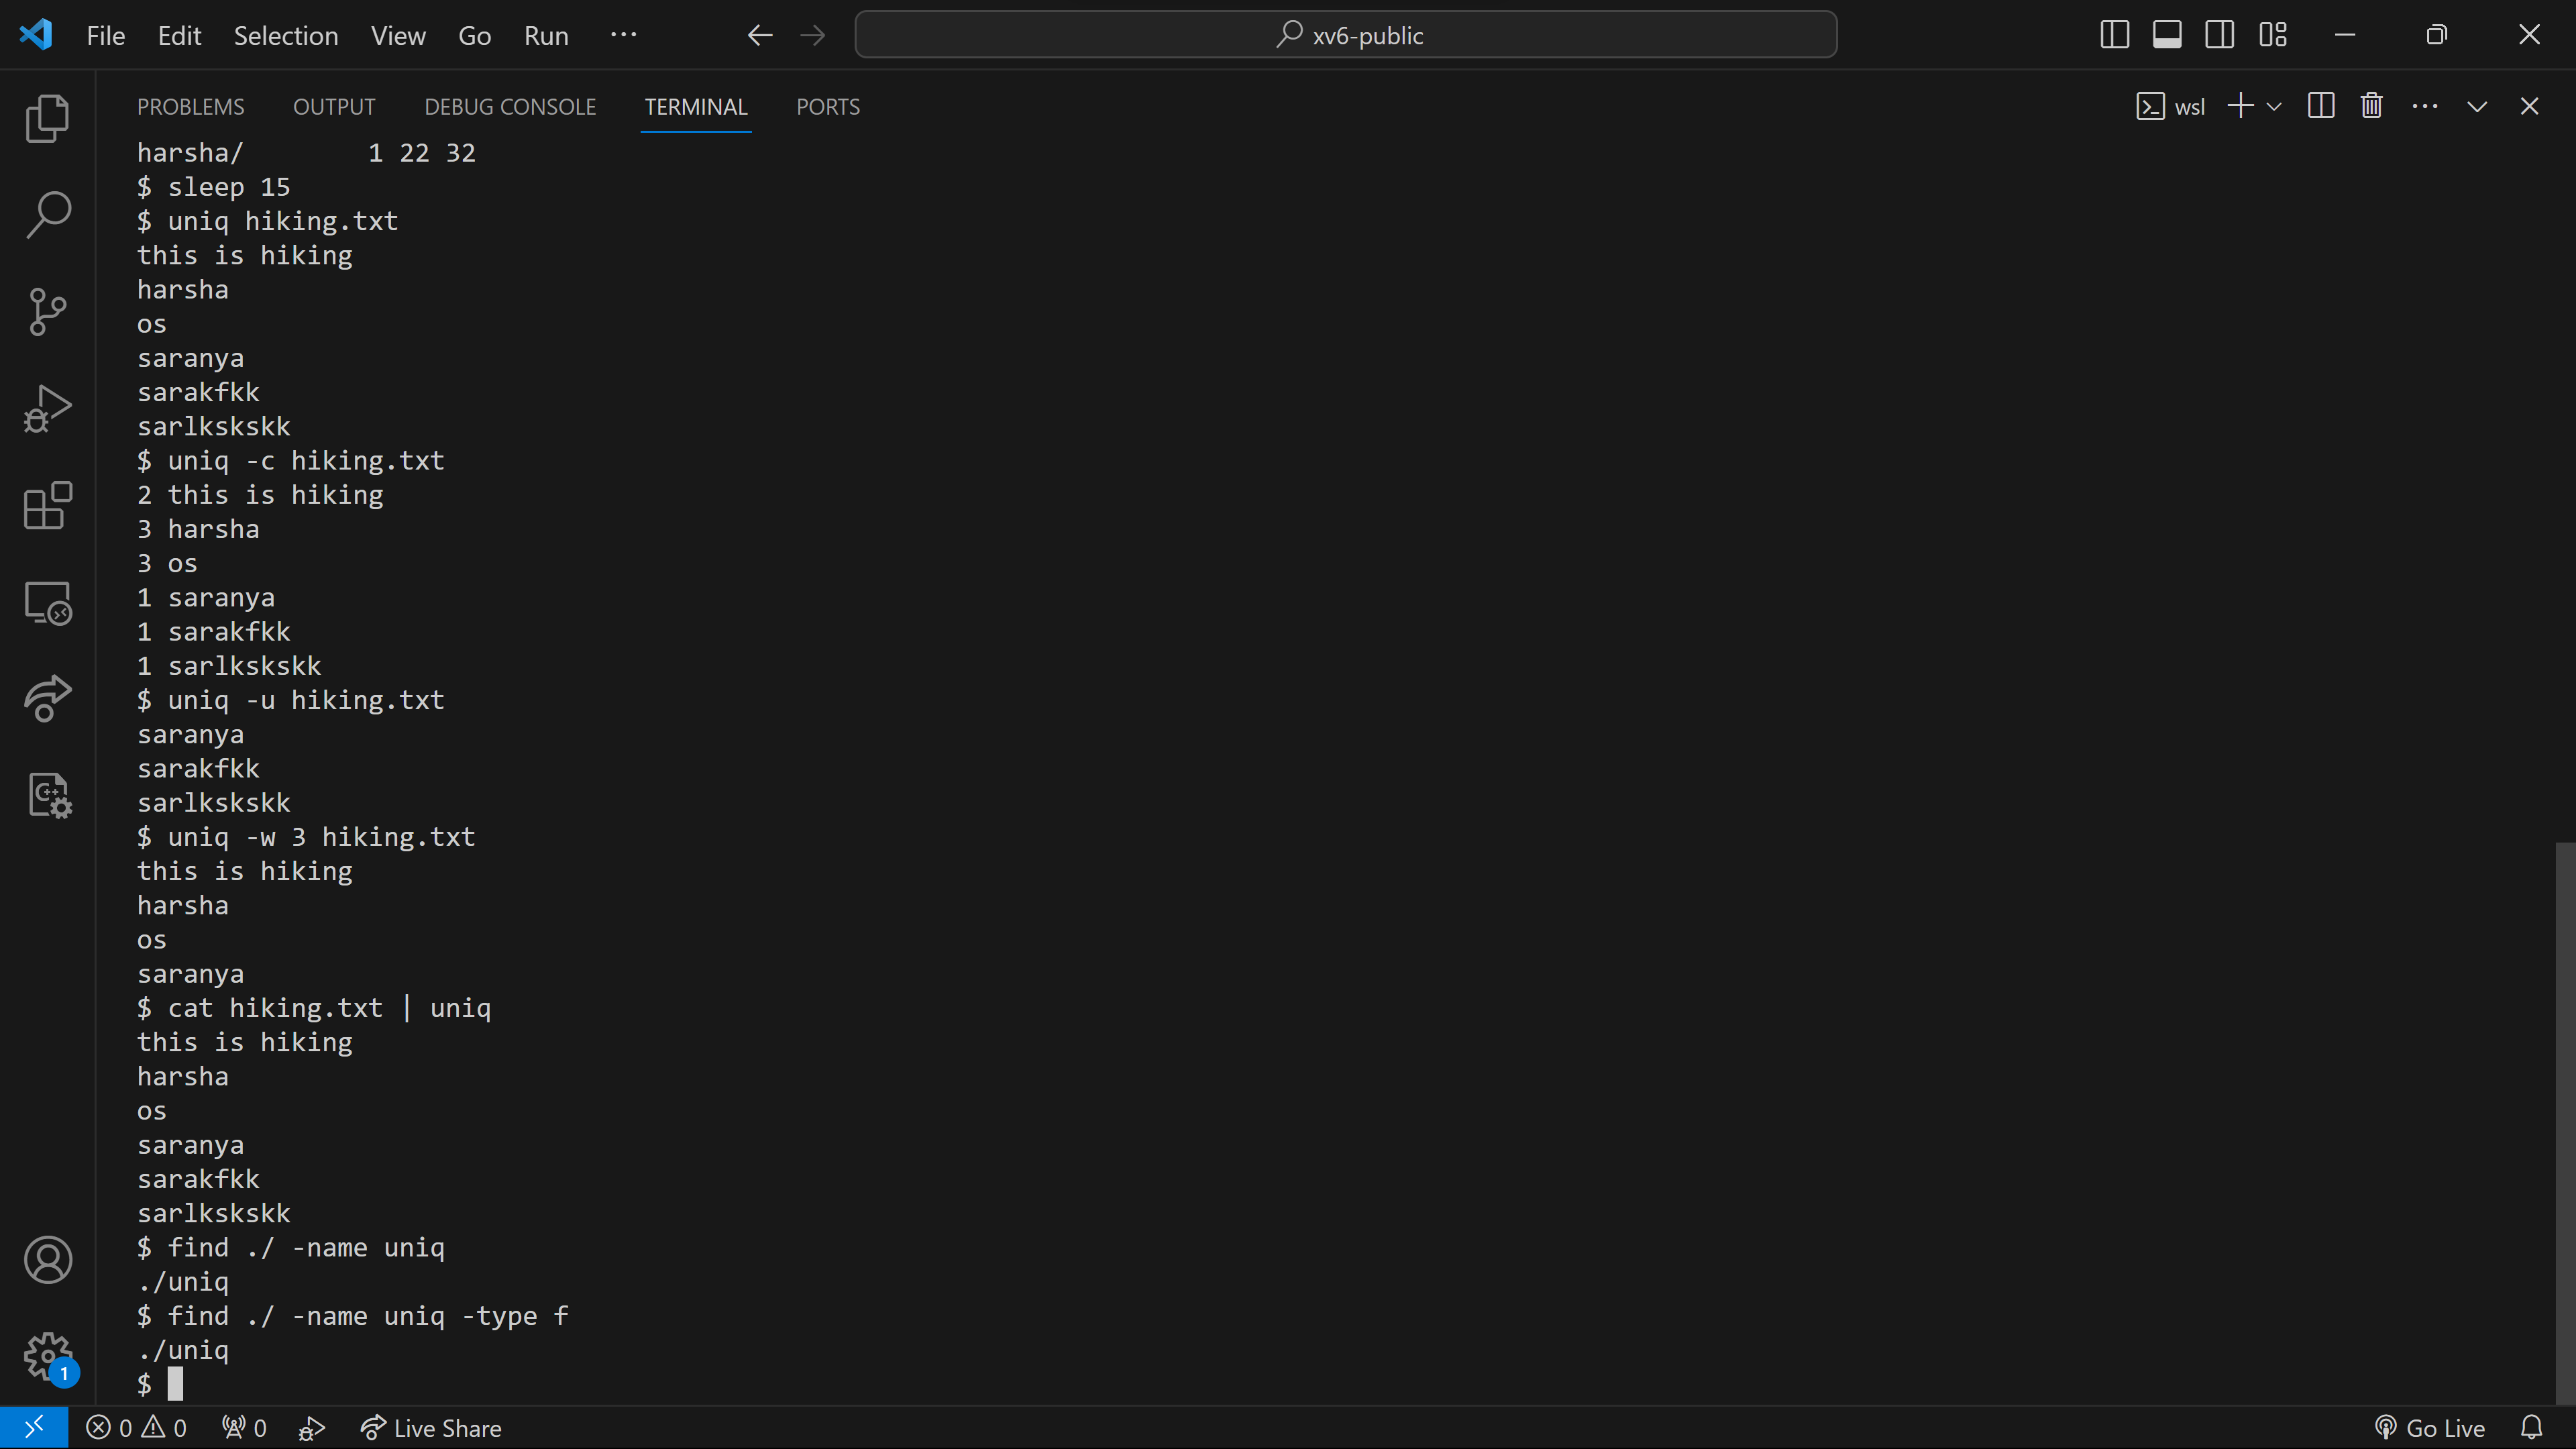 File Edit Selection View Go Run ···
xv6-public
PROBLEMS OUTPUT DEBUG CONSOLE TERMINAL PORTS
wsl
harsha/        1 22 32
$ sleep 15
$ uniq hiking.txt
this is hiking
harsha
os
saranya
sarakfkk
sarlkskskk
$ uniq -c hiking.txt
2 this is hiking
3 harsha
3 os
1 saranya
1 sarakfkk
1 sarlkskskk
$ uniq -u hiking.txt
saranya
sarakfkk
sarlkskskk
$ uniq -w 3 hiking.txt
this is hiking
harsha
os
saranya
$ cat hiking.txt | uniq
this is hiking
harsha
os
saranya
sarakfkk
sarlkskskk
$ find ./ -name uniq
./uniq
$ find ./ -name uniq -type f
./uniq
$
1
0 0 0 Live Share Go Live